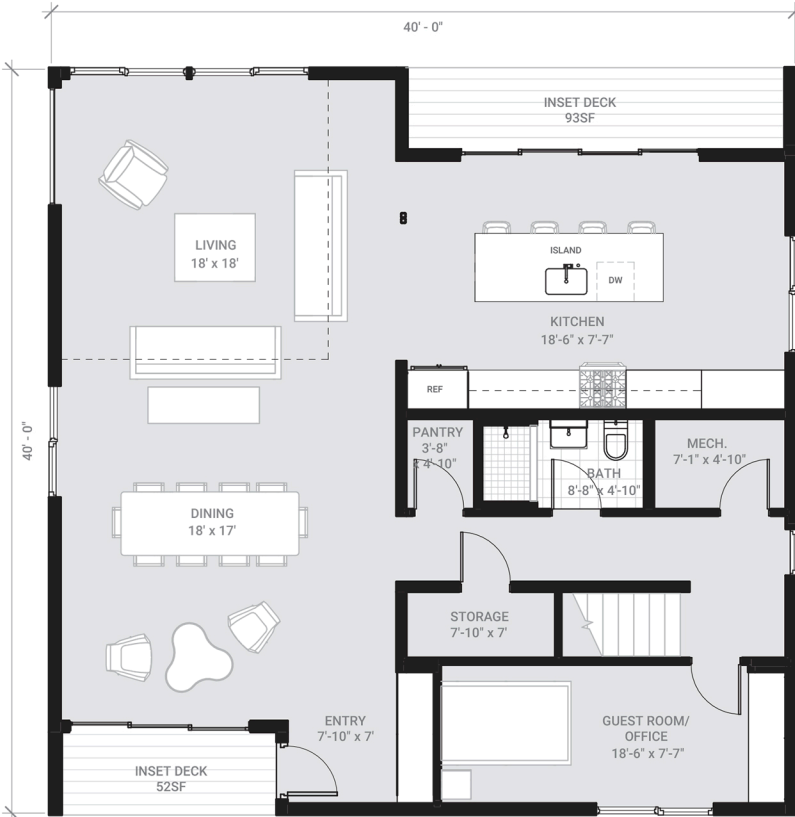 40' - 0"
INSET DECK
93SF
ISLAND
LIVING
18' x 18'
DW
KITCHEN
18'-6" x 7'-7"
REF
40' - 0"
PANTRY
3'-8"
x 4'-10"
MECH.
7'-1" x 4'-10"
BATH
8'-8" x 4'-10"
DINING
18' x 17'
STORAGE
7'-10" x 7'
ENTRY
7'-10" x 7'
GUEST ROOM/
OFFICE
18'-6" x 7'-7"
INSET DECK
52SF